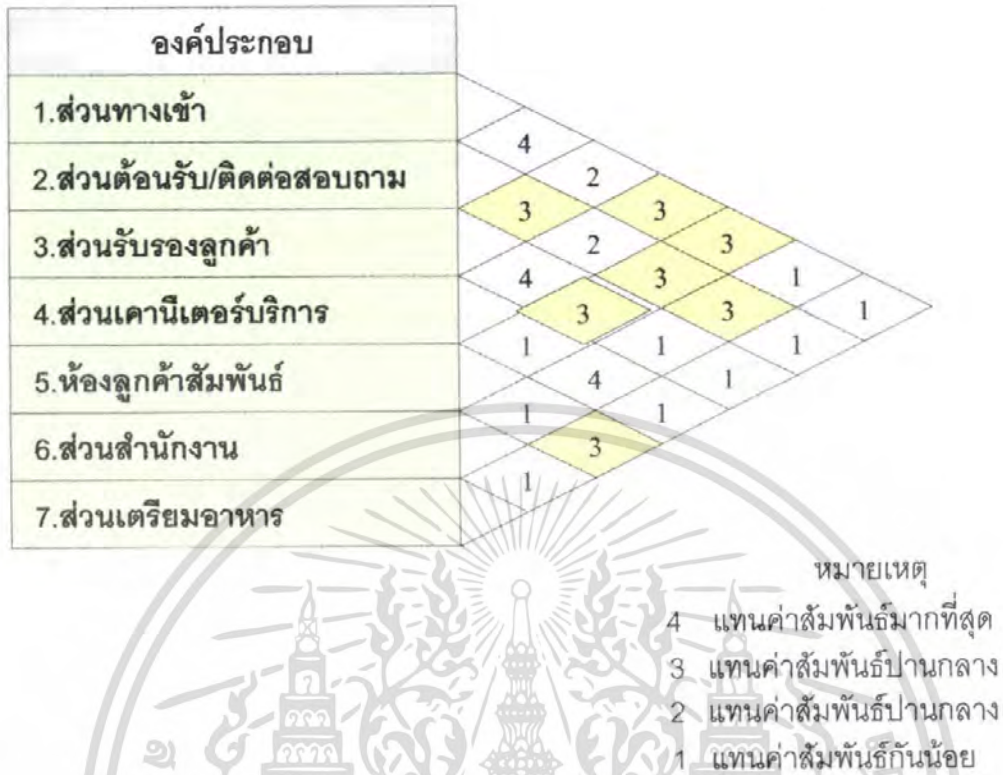 องค์ประกอบ
1.ส่วนทางเข้า
2.ส่วนต้อนรับ/ติดต่อสอบถาม
3.ส่วนรับรองลูกค้า
4.ส่วนเคานืเตอร์บริการ
5.ห้องลูกค้าสัมพันธ์
6.ส่วนสำนักงาน
7.ส่วนเตรียมอาหาร
4
2
3 3
2 3
4 3 1
3 3 1
1 1 1
4 1
1 1
3
1
หมายเหตุ
4 แทนค่าสัมพันธ์มากที่สุด
3 แทนค่าสัมพันธ์ปานกลาง
2 แทนค่าสัมพันธ์ปานกลาง
1 แทนค่าสัมพันธ์กันน้อย